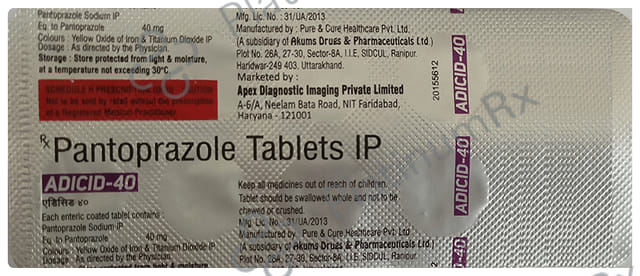 Pantoprazole Sodium IP
Eq. to Pantoprazole 40 mg
Colours : Yellow Oxide of Iron & Titanium Dioxide IP
Dosage : As directed by the Physician.
Storage : Store protected from light & moisture,
at a temperature not exceeding 30°C.
SCHEDULE H PRESCRIPTION DRUG - CAUTION
Not to be sold by retail without the prescription
of a Registered Medical Practitioner
Mfg. Lic. No. : 31/UA/2013
Manufactured by : Pure & Cure Healthcare Pvt. Ltd.
(A subsidiary of Akums Drugs & Pharmaceuticals Ltd.)
Plot No. 26A, 27-30, Sector-8A, I.I.E, SIDCUL, Ranipur,
Haridwar-249 403, Uttarakhand.
Marketed by :
Apex Diagnostic Imaging Private Limited
A-6/A, Neelam Bata Road, NIT Faridabad,
Haryana - 121001
20155612
ADICID-40
Rx Pantoprazole Tablets IP
ADICID-40
एडिसिड ४०
Each enteric coated tablet contains :
Pantoprazole Sodium IP
Eq. to Pantoprazole 40 mg
Colours : Yellow Oxide of Iron & Titanium Dioxide IP
Dosage : As directed by the Physician.
Keep all medicines out of reach of children.
Tablet should be swallowed whole and not to be
chewed or crushed.
Mfg. Lic. No. : 31/UA/2013
Manufactured by : Pure & Cure Healthcare Pvt. Ltd.
(A subsidiary of Akums Drugs & Pharmaceuticals Ltd.)
Plot No. 26A, 27-30, Sector-8A, I.I.E, SIDCUL, Ranipur,
ADICID-40
-40